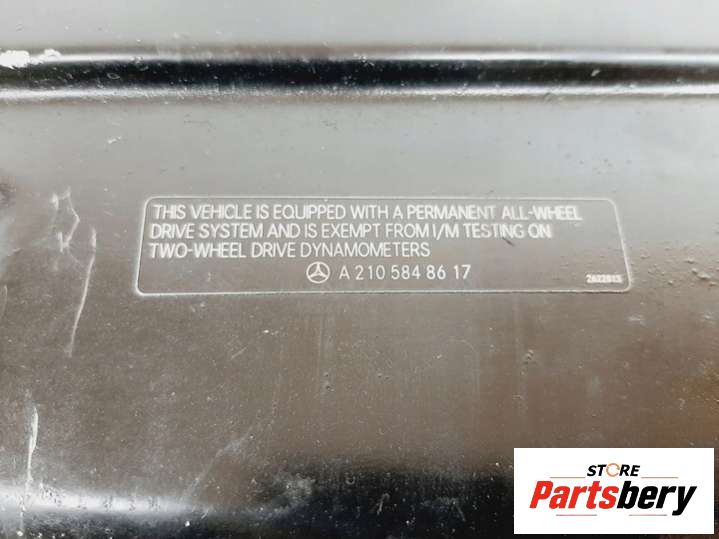 THIS VEHICLE IS EQUIPPED WITH A PERMANENT ALL-WHEEL
DRIVE SYSTEM AND IS EXEMPT FROM I/M TESTING ON
TWO-WHEEL DRIVE DYNAMOMETERS
A 210 584 86 17
STORE
Partsbery